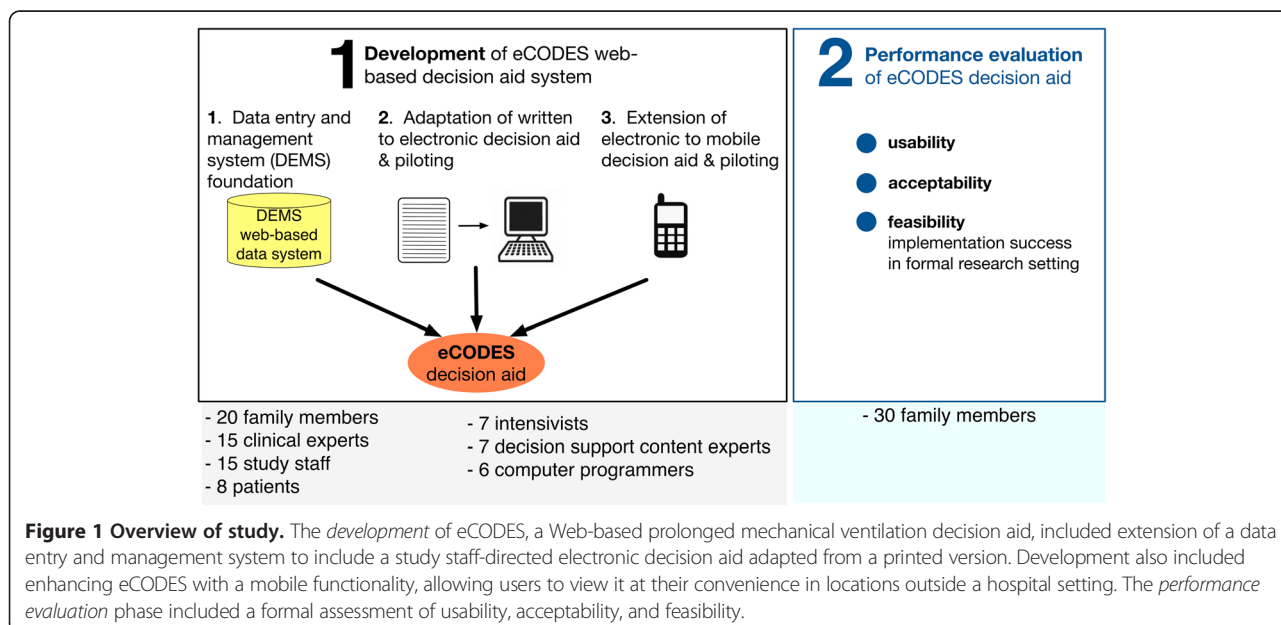 1 Development of eCODES web-
based decision aid system
1. Data entry and
management
system (DEMS)
foundation
2. Adaptation of written
to electronic decision aid
& piloting
3. Extension of
electronic to mobile
decision aid & piloting
DEMS
web-based
data system
eCODES
decision aid
- 20 family members
- 15 clinical experts
- 15 study staff
- 8 patients
- 7 intensivists
- 7 decision support content experts
- 6 computer programmers
2 Performance evaluation
of eCODES decision aid
usability
acceptability
feasibility
implementation success
in formal research setting
- 30 family members
Figure 1 Overview of study. The development of eCODES, a Web-based prolonged mechanical ventilation decision aid, included extension of a data
entry and management system to include a study staff-directed electronic decision aid adapted from a printed version. Development also included
enhancing eCODES with a mobile functionality, allowing users to view it at their convenience in locations outside a hospital setting. The performance
evaluation phase included a formal assessment of usability, acceptability, and feasibility.